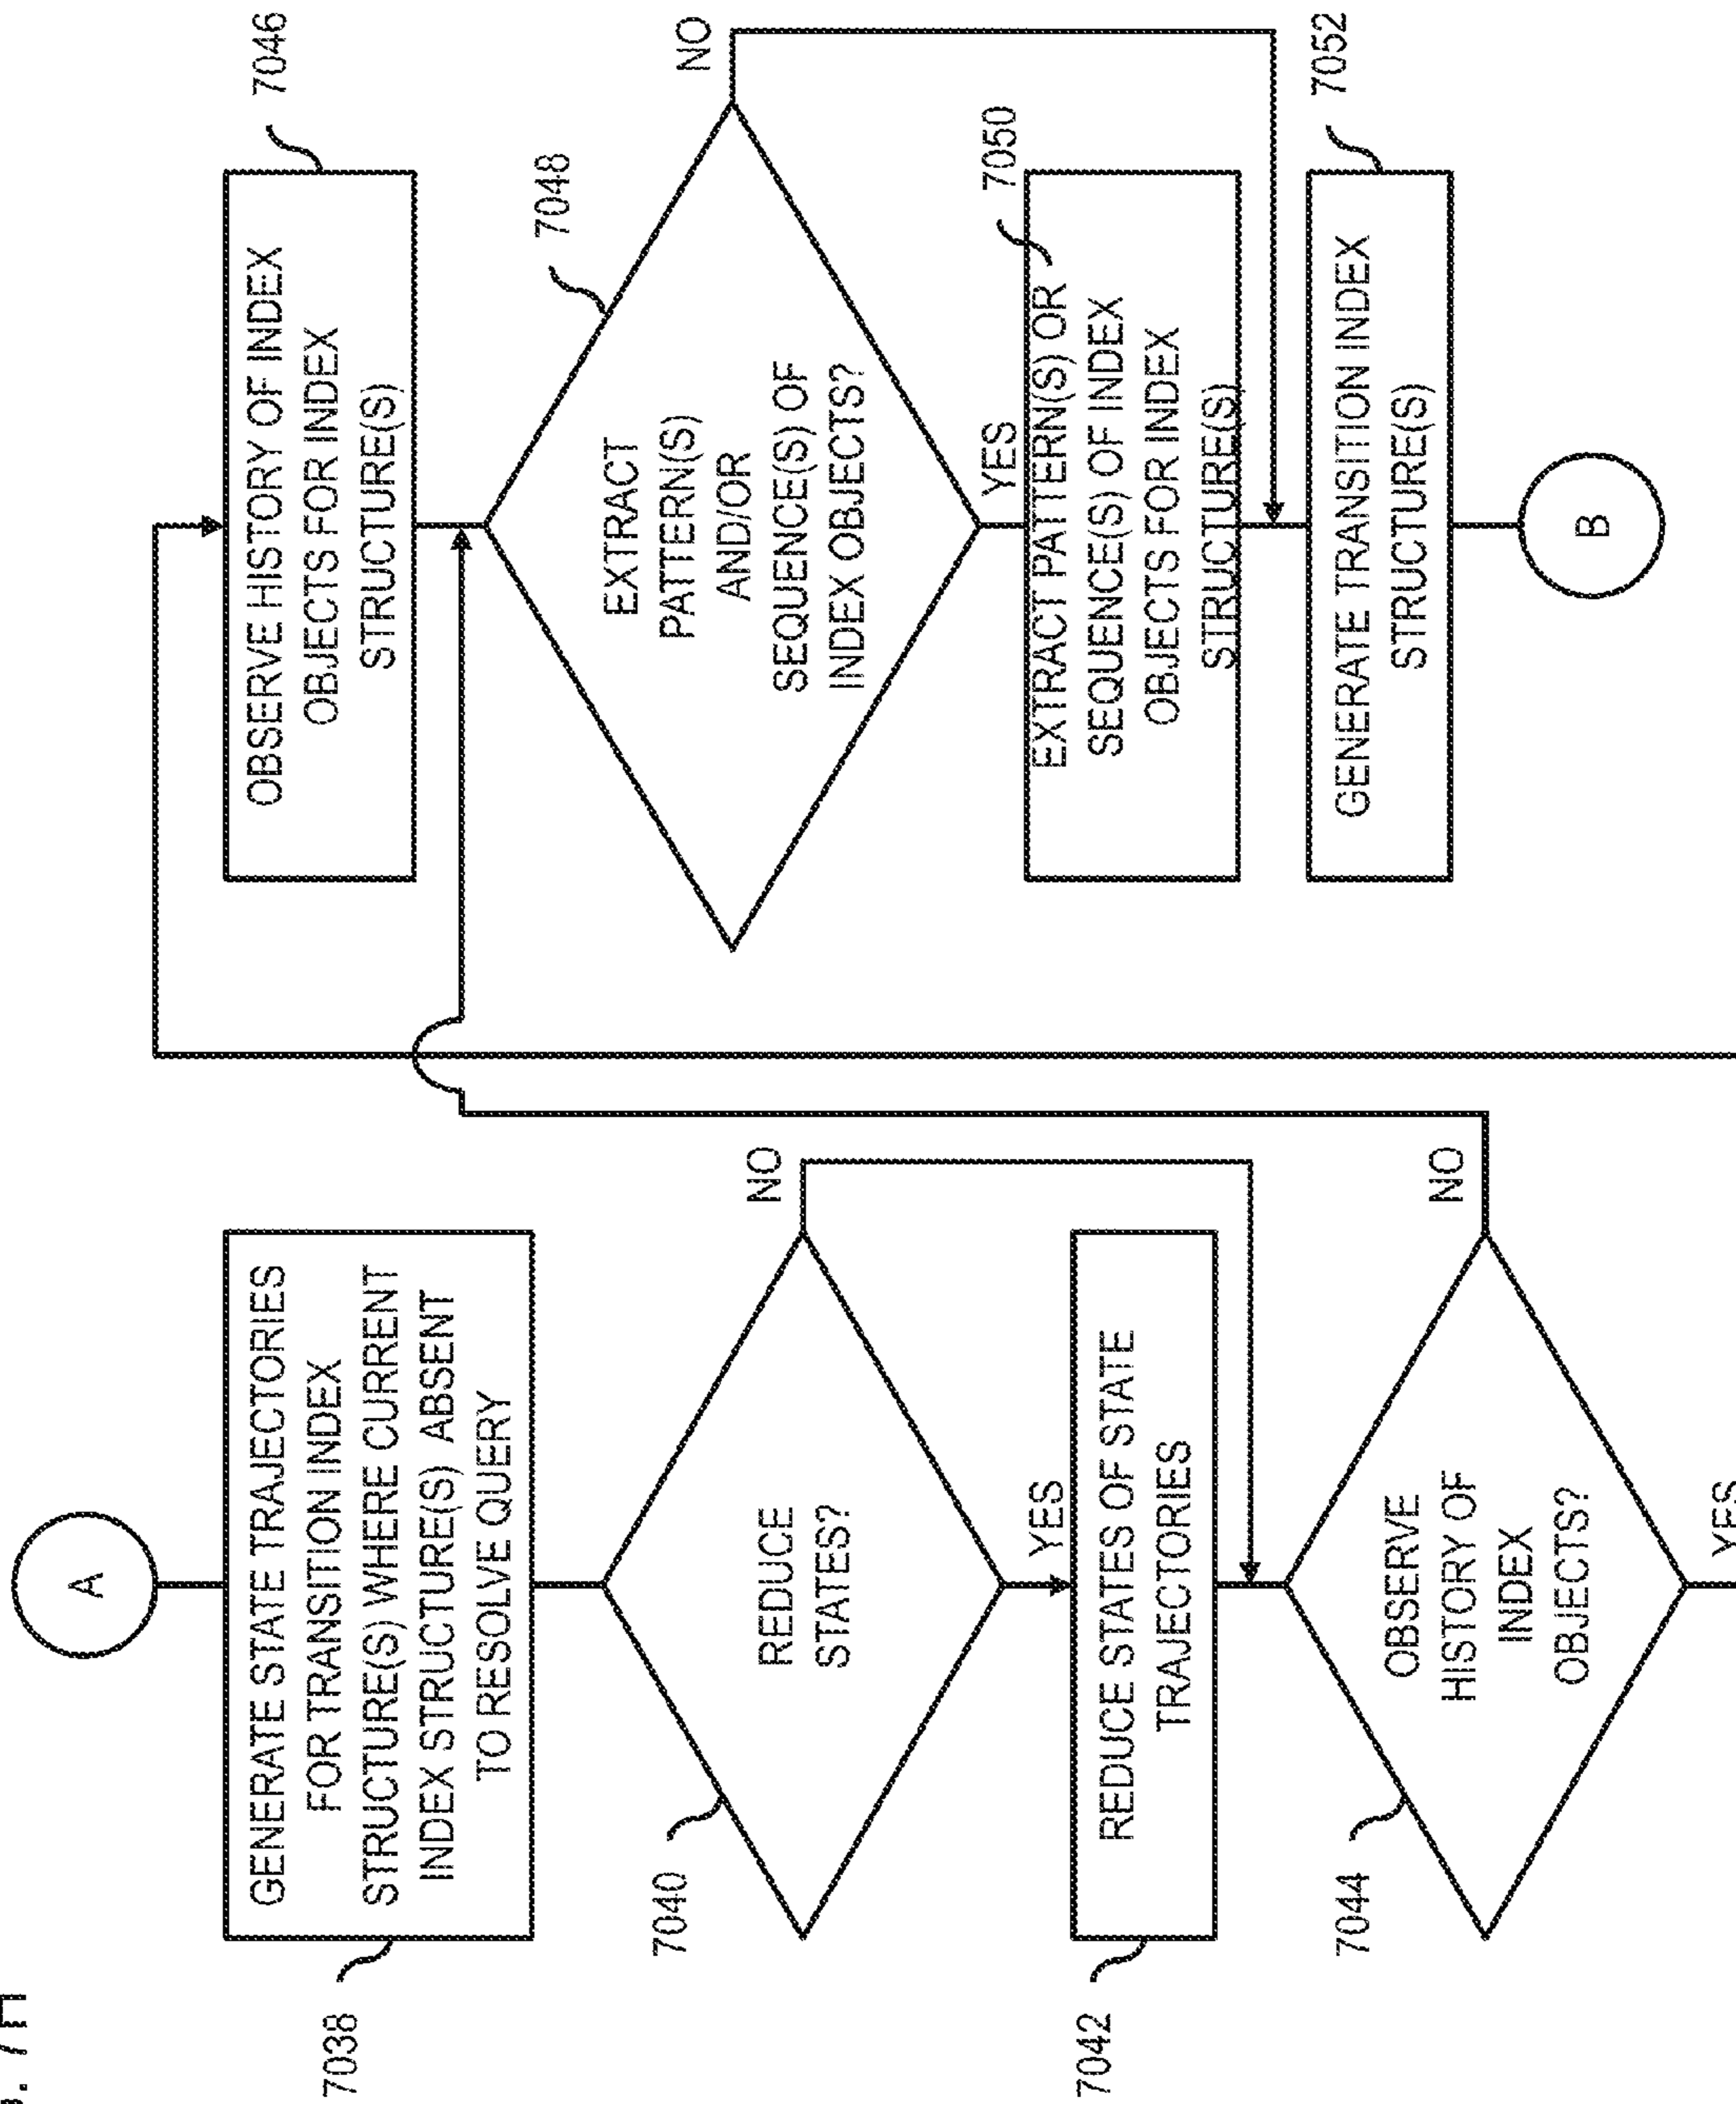 A
GENERATE STATE TRAJECTORIES
FOR TRANSITION INDEX
STRUCTURE(S) WHERE CURRENT
INDEX STRUCTURE(S) ABSENT
TO RESOLVE QUERY
7038
REDUCE
STATES?
7040
NO
YES
REDUCE STATES OF STATE
TRAJECTORIES
7042
OBSERVE
HISTORY OF
INDEX
OBJECTS?
7044
NO
YES
OBSERVE HISTORY OF INDEX
OBJECTS FOR INDEX
STRUCTURE(S)
7046
EXTRACT
PATTERN(S)
AND/OR
SEQUENCE(S) OF
INDEX OBJECTS?
7048
NO
YES
7050
EXTRACT PATTERN(S) OR
SEQUENCE(S) OF INDEX
OBJECTS FOR INDEX
STRUCTURE(S)
GENERATE TRANSITION INDEX
STRUCTURE(S)
7052
B